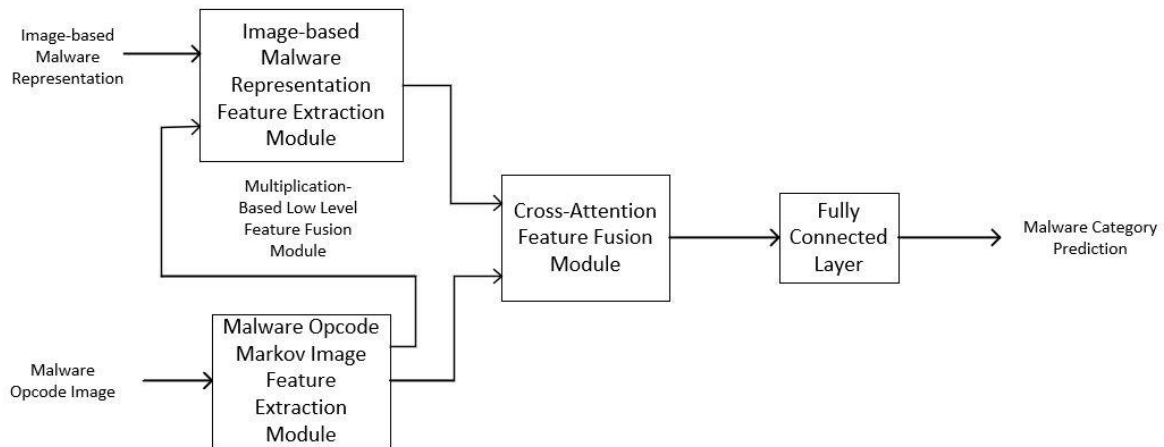 Image-based
Malware
Representation
Image-based
Malware
Representation
Feature Extraction
Module
Multiplication-
Based Low Level
Feature Fusion
Module
Malware
Opcode Image
Malware Opcode
Markov Image
Feature
Extraction
Module
Cross-Attention
Feature Fusion
Module
Fully
Connected
Layer
Malware Category
Prediction